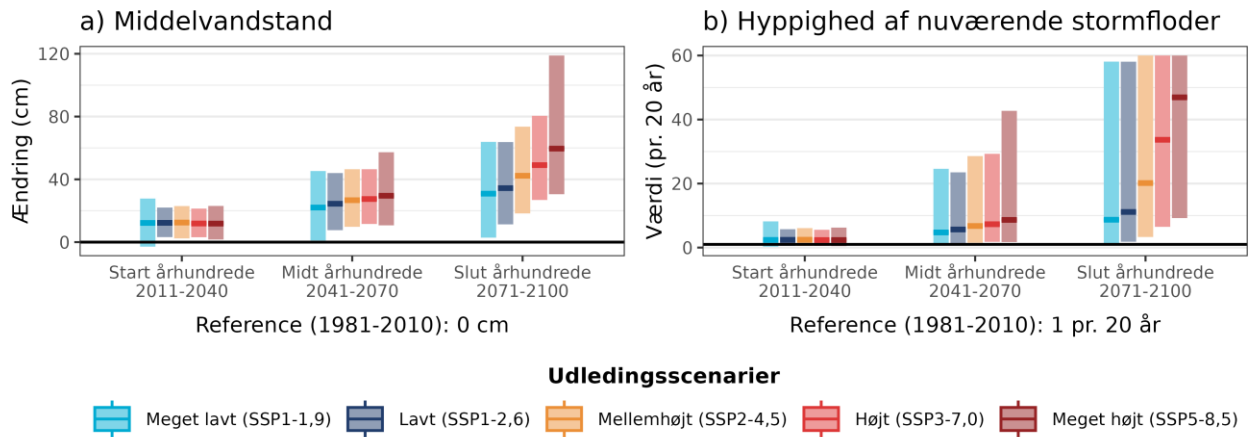 a) Middelvandstand
Ændring (cm)
120
80
40
0
Start århundrede
2011-2040
Midt århundrede
2041-2070
Slut århundrede
2071-2100
Reference (1981-2010): 0 cm
b) Hyppighed af nuværende stormfloder
Værdi (pr. 20 år)
60
40
20
0
Start århundrede
2011-2040
Midt århundrede
2041-2070
Slut århundrede
2071-2100
Reference (1981-2010): 1 pr. 20 år
Udledingsscenarier
Meget lavt (SSP1-1,9)
Lavt (SSP1-2,6)
Mellemhøjt (SSP2-4,5)
Højt (SSP3-7,0)
Meget højt (SSP5-8,5)